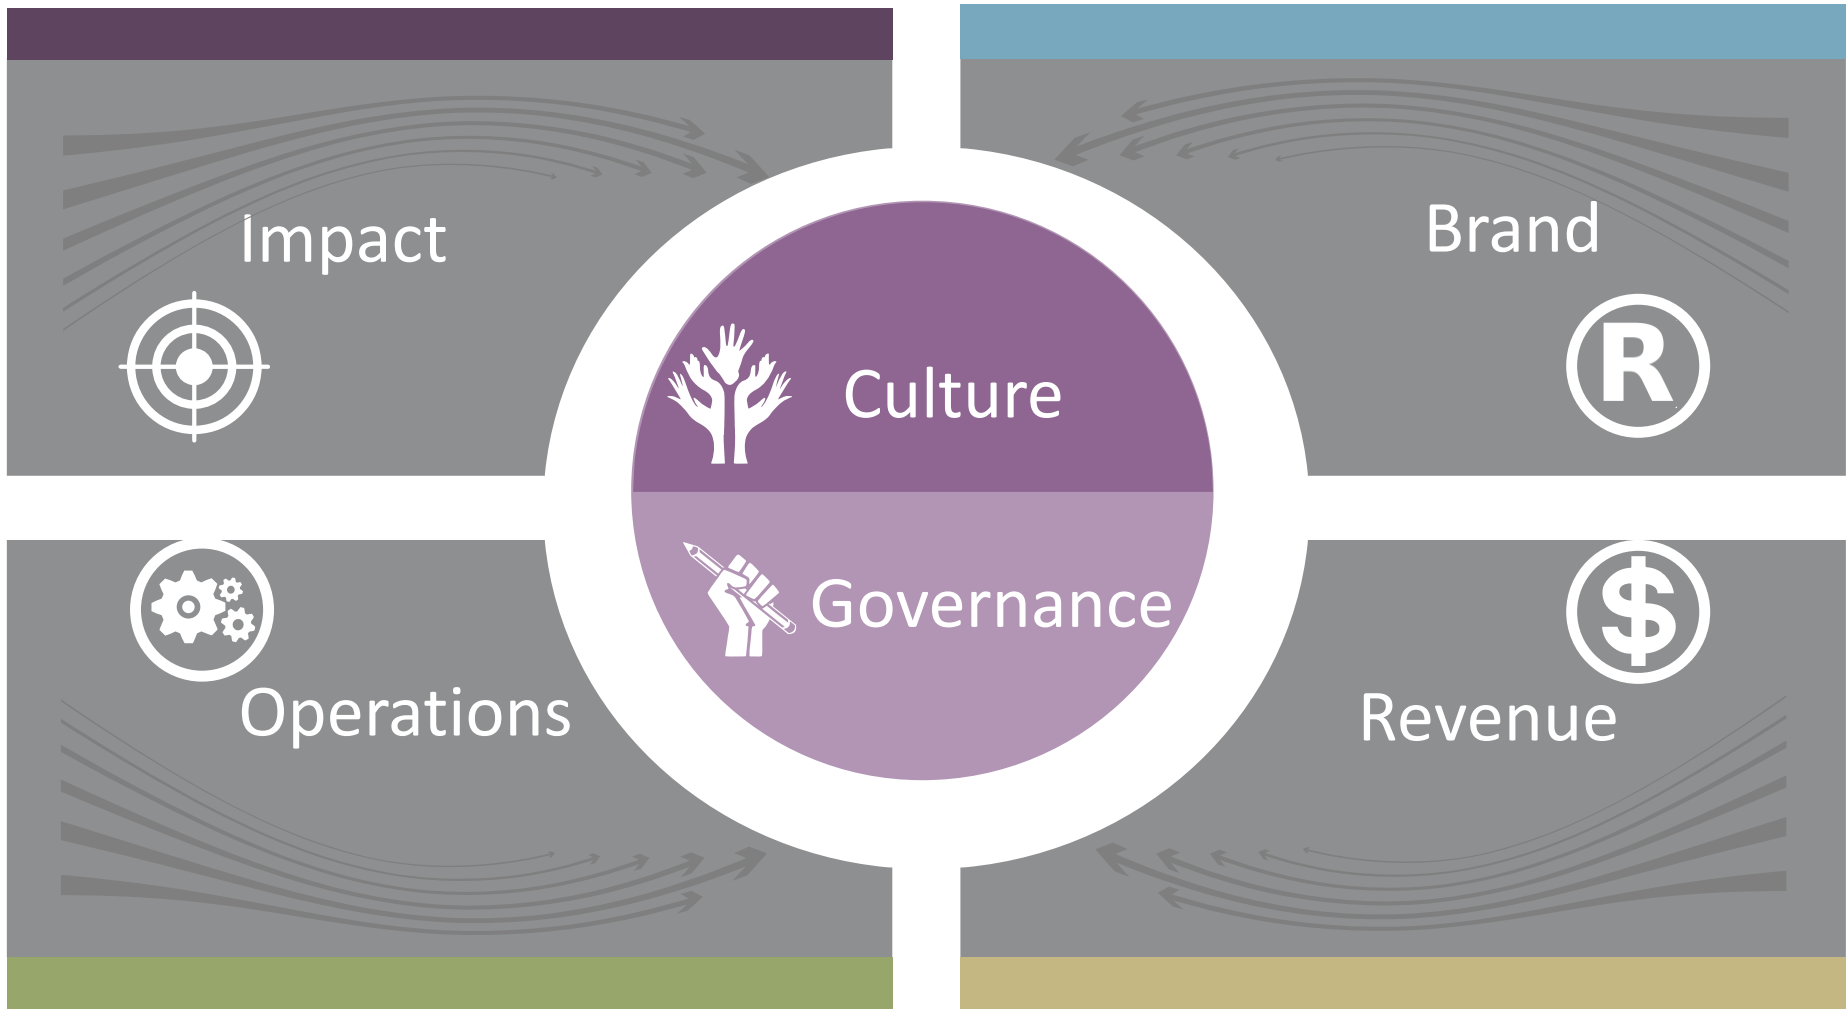 Impact
Brand
R
Culture
Governance
Operations
$
Revenue